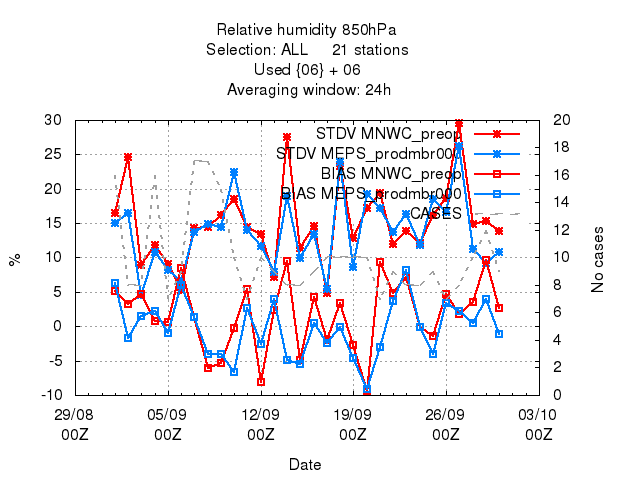 Relative humidity 850hPa
Selection: ALL 21 stations
Used {06} + 06
Averaging window: 24h
STDV MNWC_preop
STDV MEPS_prodmbr000
BIAS MNWC_preop
BIAS MEPS_prodmbr000
CASES
30
25
20
15
10
5
0
-5
-10
%
20
18
16
14
12
10
8
6
4
2
0
No cases
29/08 05/09 12/09 19/09 26/09 03/10
00Z 00Z 00Z 00Z 00Z 00Z
Date